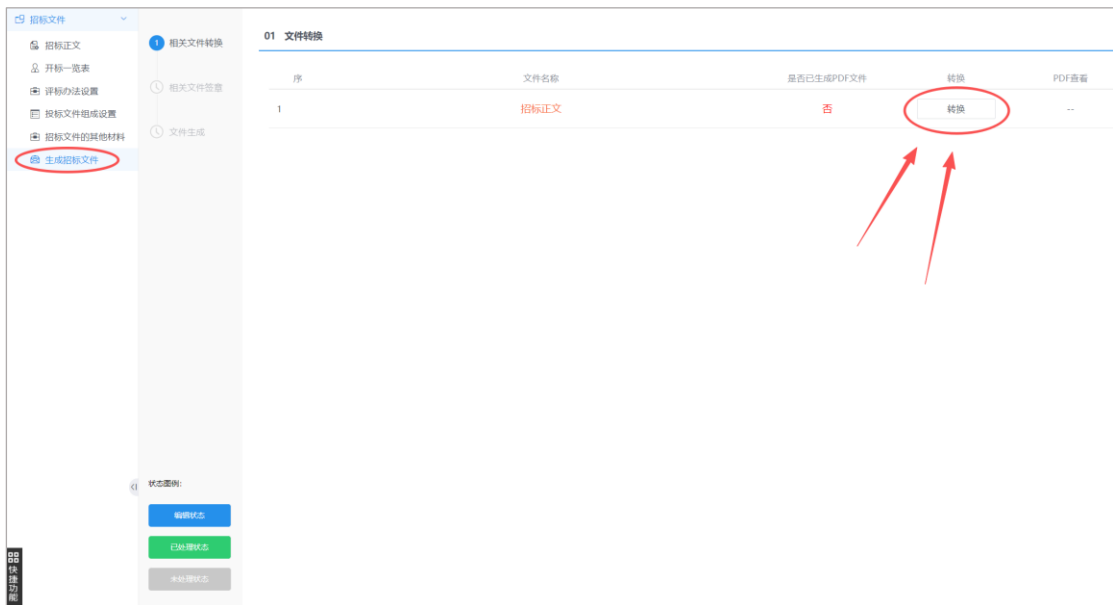 招标文件
招标正文
开标一览表
评标办法设置
投标文件组成设置
招标文件的其他材料
生成招标文件
1 相关文件转换
相关文件签章
文件生成
状态图例:
编辑状态
已处理状态
未处理状态
快捷功能
01 文件转换
序 文件名称 是否已生成PDF文件 转换 PDF查看
1 招标正文 否 转换 --